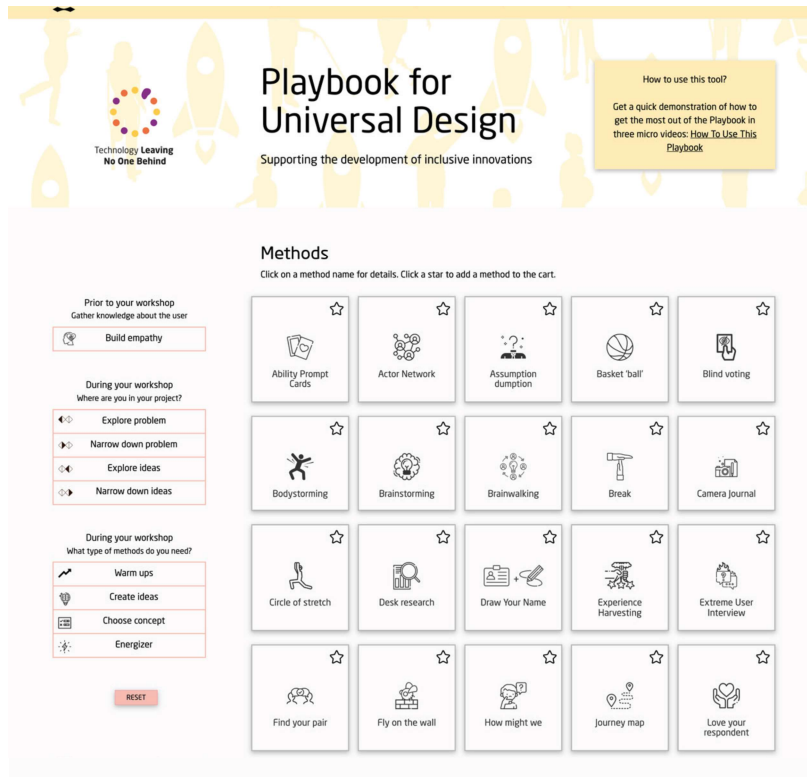 Technology Leaving
No One Behind
Playbook for
Universal Design
Supporting the development of inclusive innovations
How to use this tool?
Get a quick demonstration of how to
get the most out of the Playbook in
three micro videos: How To Use This
Playbook
Prior to your workshop
Gather knowledge about the user
Build empathy
During your workshop
Where are you in your project?
Explore problem
Narrow down problem
Explore ideas
Narrow down ideas
During your workshop
What type of methods do you need?
Warm ups
Create ideas
Choose concept
Energizer
RESET
Methods
Click on a method name for details. Click a star to add a method to the cart.
Ability Prompt
Cards
Actor Network
Assumption
dumption
Basket 'ball'
Blind voting
Bodystorming
Brainstorming
Brainwalking
Break
Camera Journal
Circle of stretch
Desk research
Draw Your Name
Experience
Harvesting
Extreme User
Interview
Find your pair
Fly on the wall
How might we
Journey map
Love your
respondent